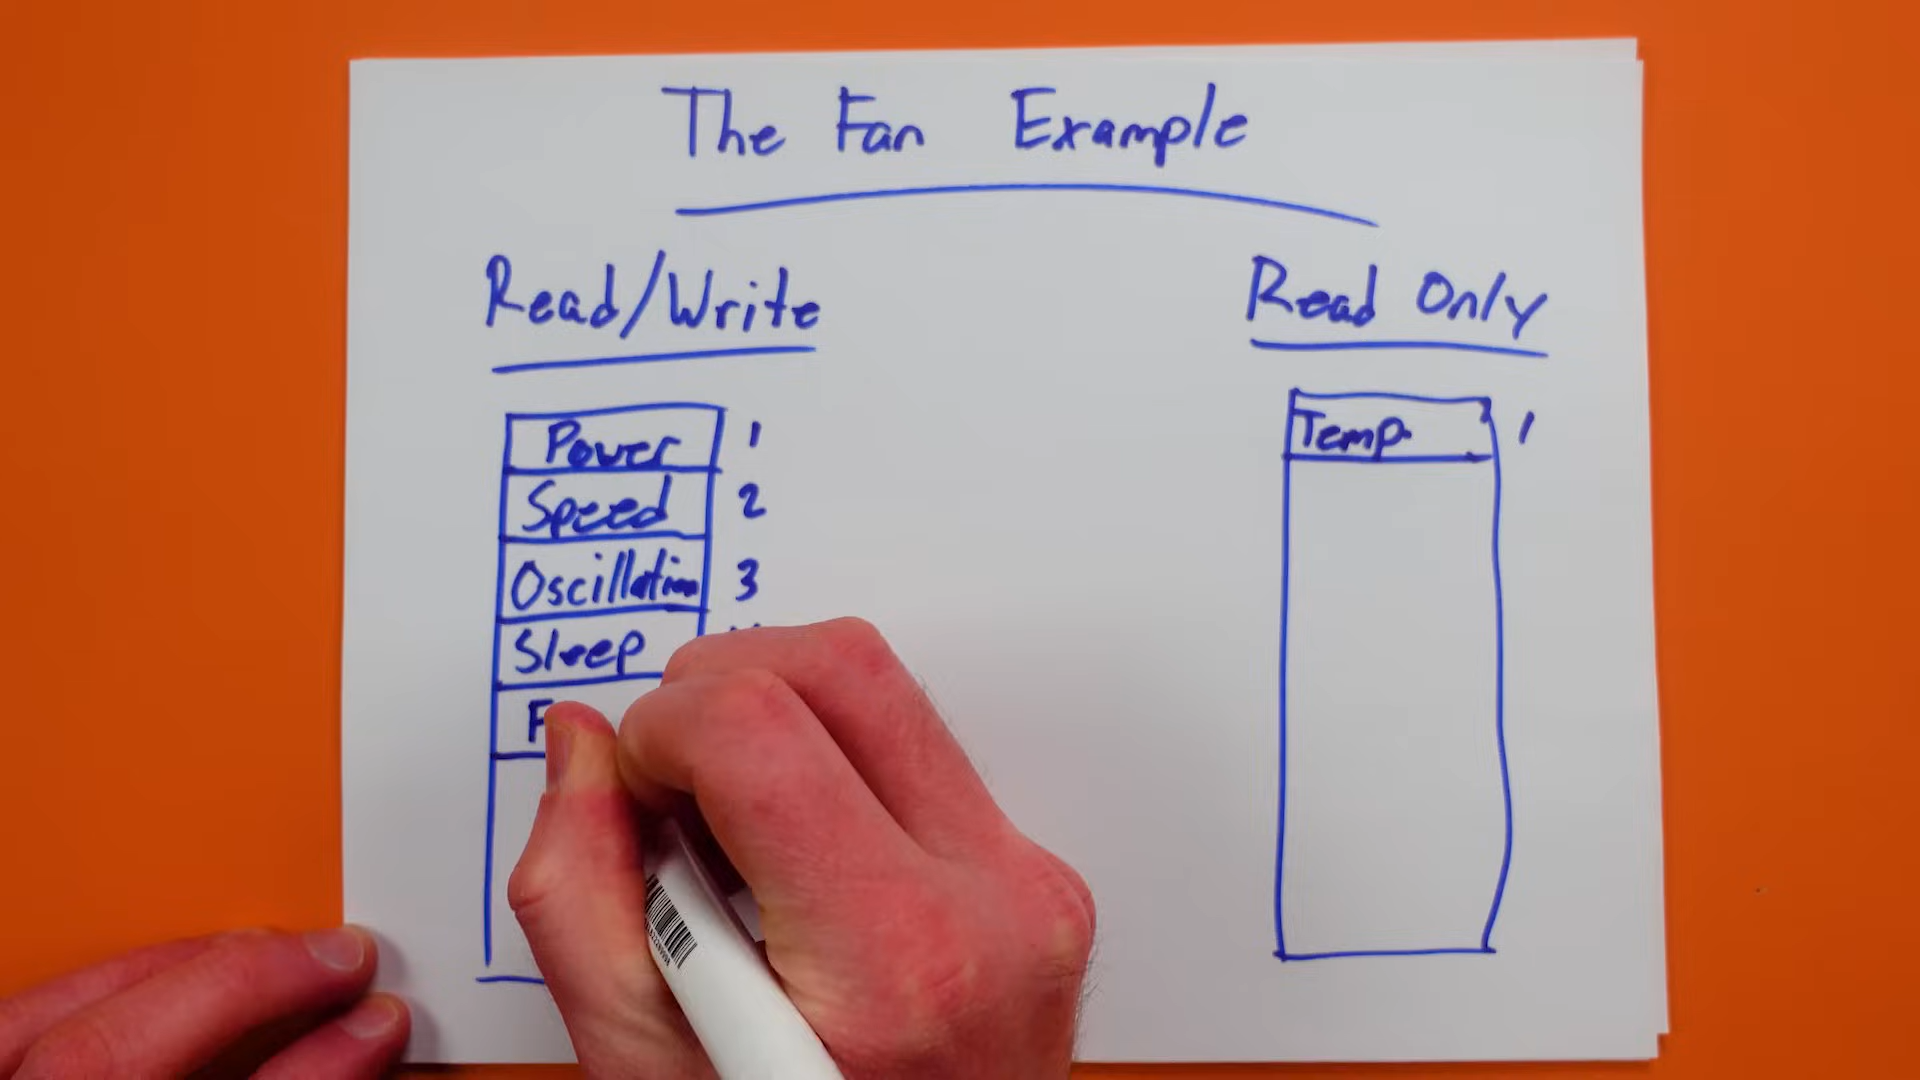 The Fan Example
Read/Write
Read Only
Power 1
Speed 2
Oscillation 3
Sleep
Temp. 1